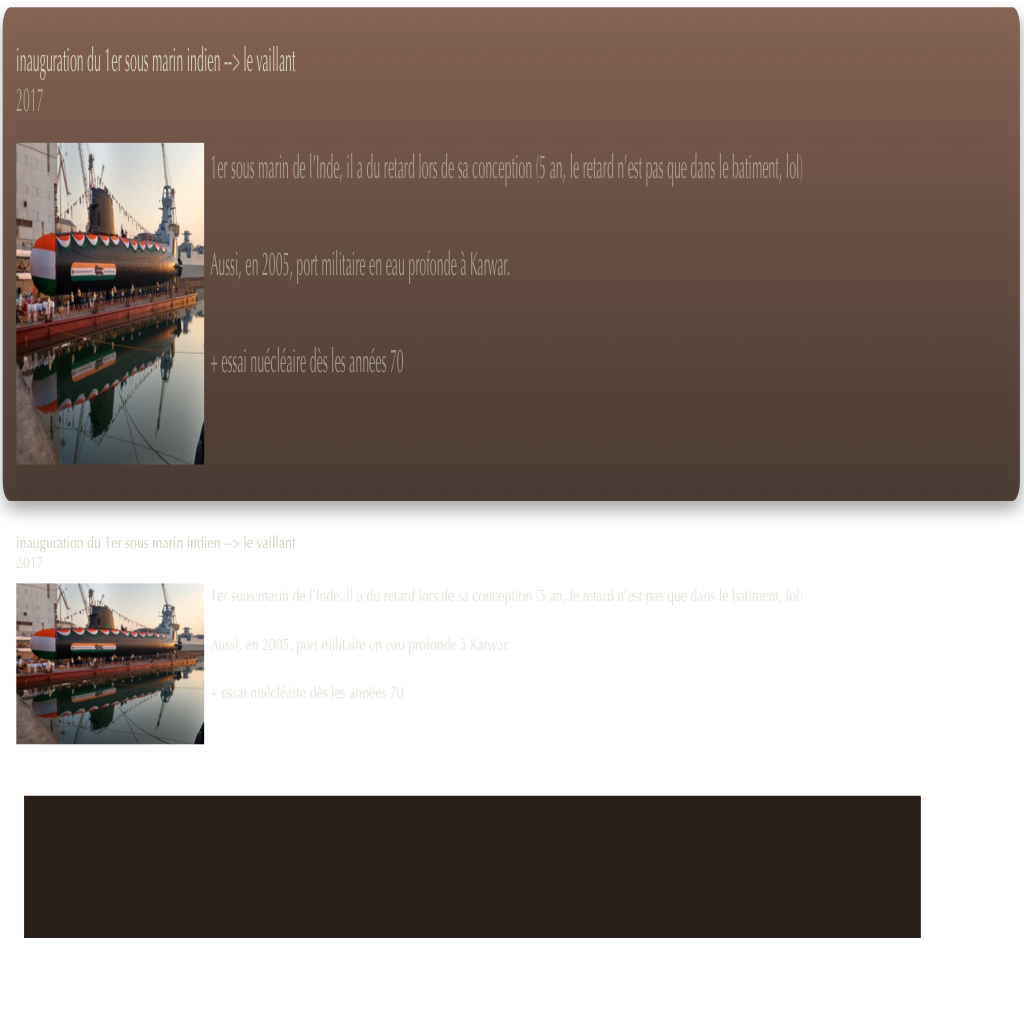 inauguration du 1er sous marin indien --> le vaillant
2017
1er sous marin de l'Inde, il a du retard lors de sa conception (5 an, le retard n'est pas que dans le batiment, lol)
Aussi, en 2005, port militaire en eau profonde à Karwar.
+ essai nuécléaire dès les années 70
inauguration du 1er sous marin indien --> le vaillant
2017
1er sous marin de l'Inde, il a du retard lors de sa conception (5 an, le retard n'est pas que dans le batiment, lol)
Aussi, en 2005, port militaire en eau profonde à Karwar.
+ essai nuécléaire dès les années 70